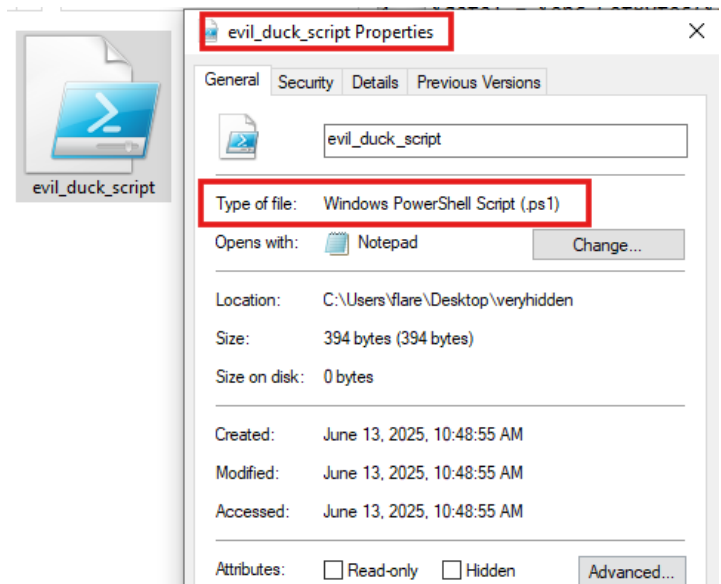 evil_duck_script Properties
General Security Details Previous Versions
evil_duck_script
evil_duck_script
Type of file: Windows PowerShell Script (.ps1)
Opens with: Notepad Change...
Location: C:\Users\flare\Desktop\veryhidden
Size: 394 bytes (394 bytes)
Size on disk: 0 bytes
Created: June 13, 2025, 10:48:55 AM
Modified: June 13, 2025, 10:48:55 AM
Accessed: June 13, 2025, 10:48:55 AM
Attributes: Read-only Hidden Advanced...